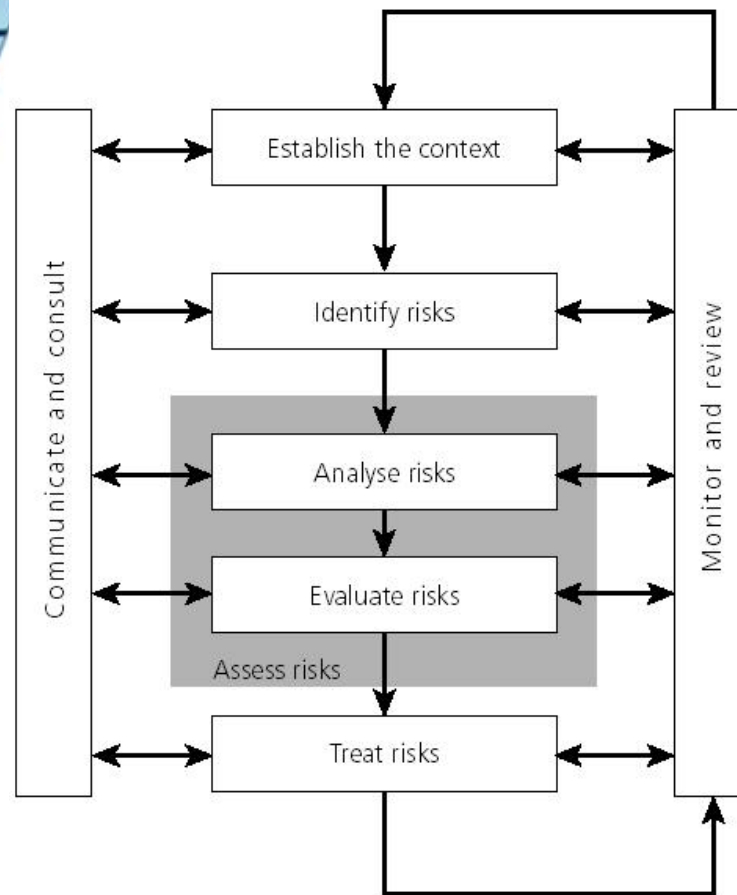 Establish the context
Communicate and consult
Identify risks
Monitor and review
Analyse risks
Evaluate risks
Assess risks
Treat risks